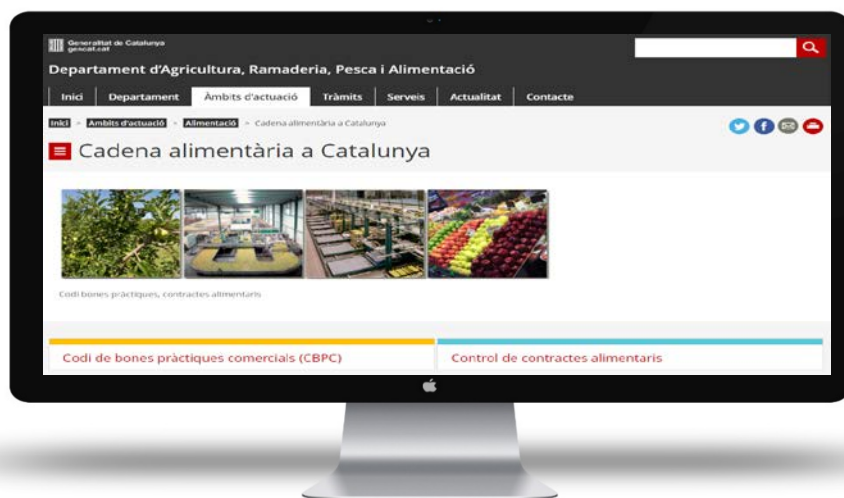 Generalitat de Catalunya
gencat.cat
Departament d'Agricultura, Ramaderia, Pesca i Alimentació
Inici Departament Àmbits d'actuació Tràmits Serveis Actualitat Contacte
Inici > Àmbits d'actuació > Alimentació > Cadena alimentària a Catalunya
Cadena alimentària a Catalunya
Codi bones pràctiques, contractes alimentaris
Codi de bones pràctiques comercials (CBPC) Control de contractes alimentaris